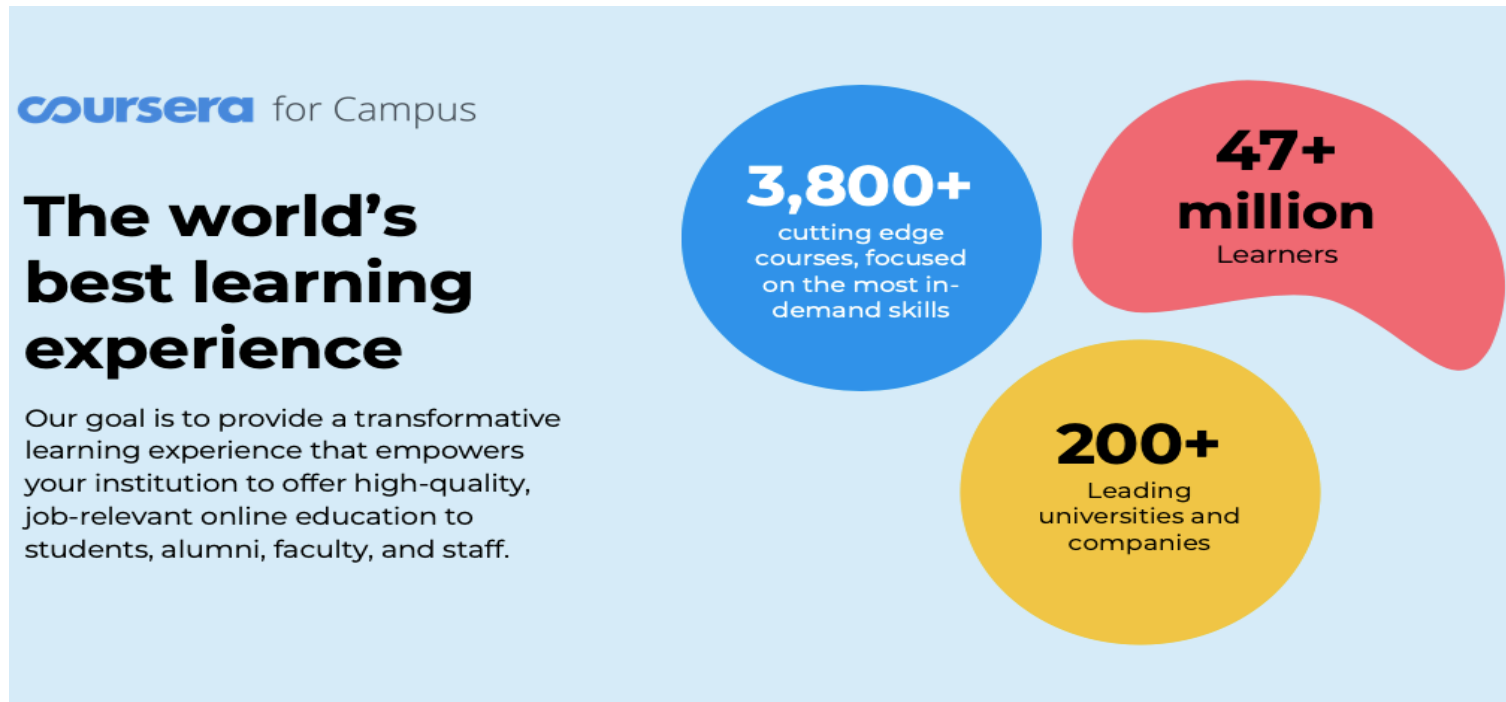 coursera for Campus
The world’s
best learning
experience
Our goal is to provide a transformative
learning experience that empowers
your institution to offer high-quality,
job-relevant online education to
students, alumni, faculty, and staff.
3,800+
cutting edge
courses, focused
on the most in-
demand skills
47+
million
Learners
200+
Leading
universities and
companies